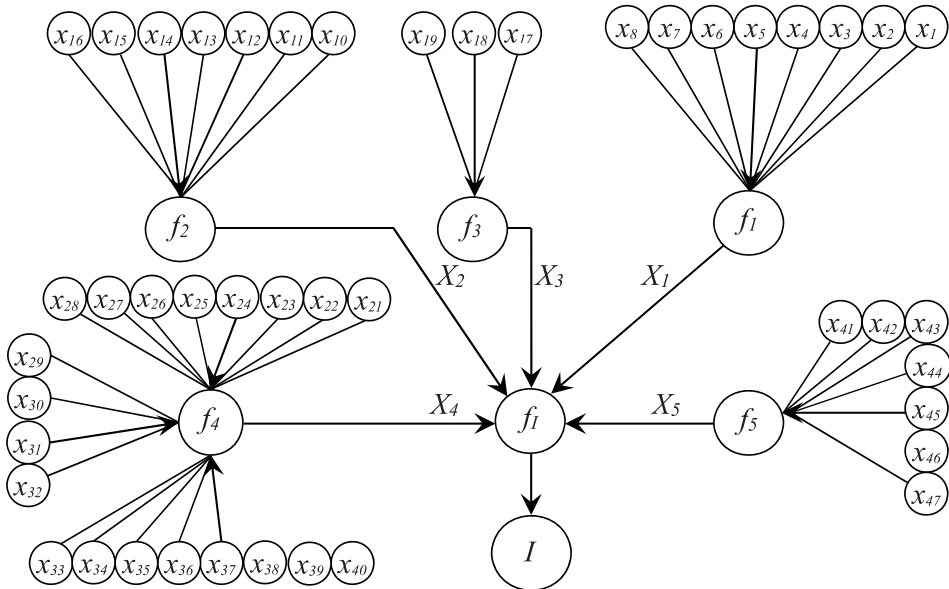 x16 x15 x14 x13 x12 x11 x10 x19 x18 x17 x8 x7 x6 x5 x4 x3 x2 x1
f2 f3 f1
X2 X3 X1
x28 x27 x26 x25 x24 x23 x22 x21
x41 x42 x43
x29
x44
x30
X4 X5
x45
f4 fI f5
x31
x46
x32
x47
x33 x34 x35 x36 x37 x38 x39 x40
I